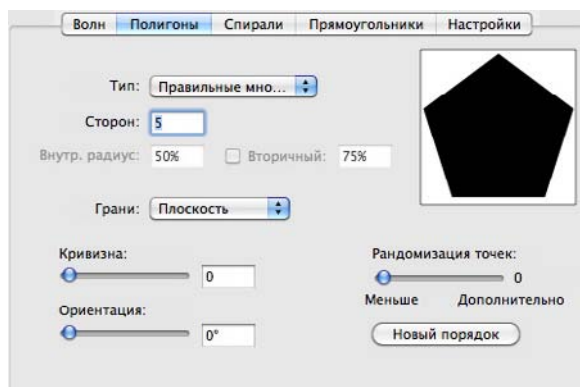 Волн Полигоны Спирали Прямоугольники Настройки
Тип: Правильные мно...
Сторон: 5
Внутр. радиус: 50% Вторичный: 75%
Грани: Плоскость
Кривизна:
0
Ориентация:
0°
Рандомизация точек:
0
Меньше Дополнительно
Новый порядок